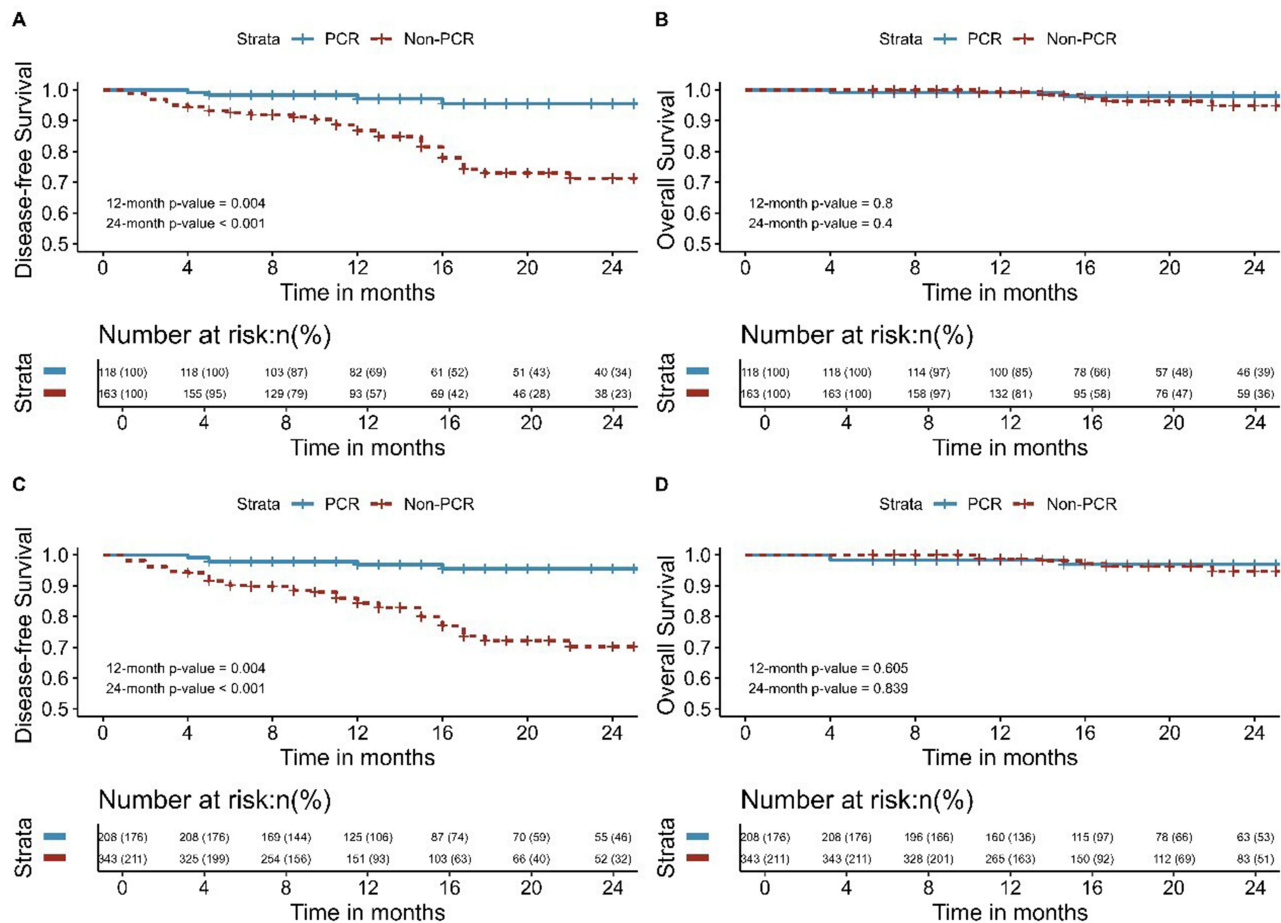 A
Strata PCR Non-PCR
Disease-free Survival
1.0
0.9
0.8
0.7
0.6
0.5
12-month p-value = 0.004
24-month p-value < 0.001
0 4 8 12 16 20 24
Time in months
Number at risk:n(%)
Strata
118 (100) 118 (100) 103 (87) 82 (69) 61 (52) 51 (43) 40 (34)
163 (100) 155 (95) 129 (79) 93 (57) 69 (42) 46 (28) 38 (23)
0 4 8 12 16 20 24
Time in months
B
Strata PCR Non-PCR
Overall Survival
1.0
0.9
0.8
0.7
0.6
0.5
12-month p-value = 0.8
24-month p-value = 0.4
0 4 8 12 16 20 24
Time in months
Number at risk:n(%)
Strata
118 (100) 118 (100) 114 (97) 100 (85) 78 (66) 57 (48) 46 (39)
163 (100) 163 (100) 158 (97) 132 (81) 95 (58) 76 (47) 59 (36)
0 4 8 12 16 20 24
Time in months
C
Strata PCR Non-PCR
Disease-free Survival
1.0
0.9
0.8
0.7
0.6
0.5
12-month p-value = 0.004
24-month p-value < 0.001
0 4 8 12 16 20 24
Time in months
Number at risk:n(%)
Strata
208 (176) 208 (176) 169 (144) 125 (106) 87 (74) 70 (59) 55 (46)
343 (211) 325 (199) 254 (156) 151 (93) 103 (63) 66 (40) 52 (32)
0 4 8 12 16 20 24
Time in months
D
Strata PCR Non-PCR
Overall Survival
1.0
0.9
0.8
0.7
0.6
0.5
12-month p-value = 0.605
24-month p-value = 0.839
0 4 8 12 16 20 24
Time in months
Number at risk:n(%)
Strata
208 (176) 208 (176) 196 (166) 160 (136) 115 (97) 78 (66) 63 (53)
343 (211) 343 (211) 328 (201) 265 (163) 150 (92) 112 (69) 83 (51)
0 4 8 12 16 20 24
Time in months